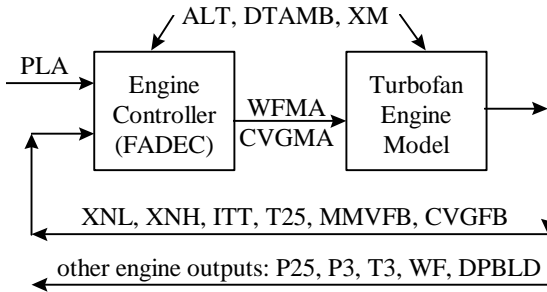 ALT, DTAMB, XM
PLA
Engine
Controller
(FADEC)
WFMA
CVGMA
Turbofan
Engine
Model
XNL, XNH, ITT, T25, MMVFB, CVGFB
other engine outputs: P25, P3, T3, WF, DPBLD